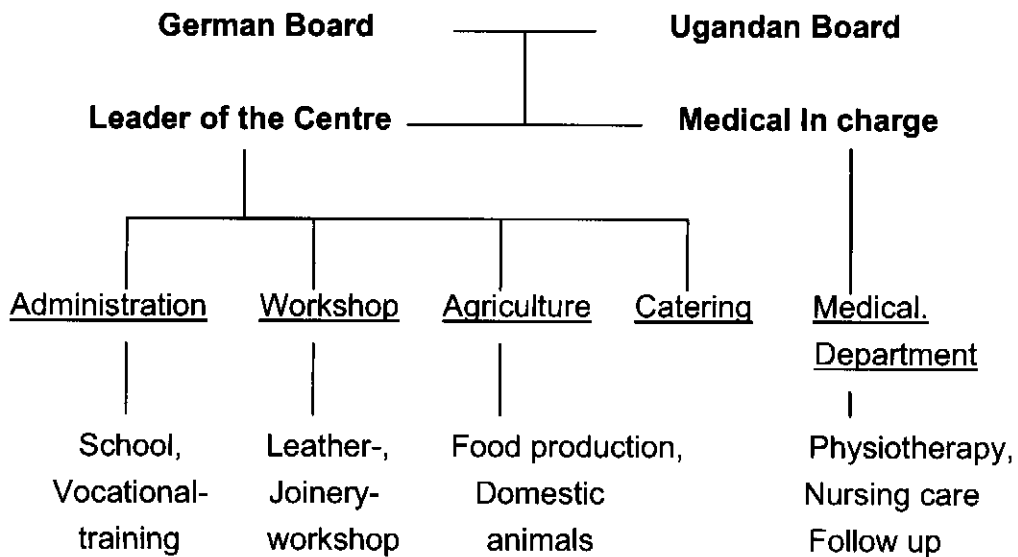 German Board Ugandan Board
Leader of the Centre Medical In charge
Administration Workshop Agriculture Catering Medical.
Department
School, Leather-, Food production, Physiotherapy,
Vocational- Joinery- Domestic Nursing care
training workshop animals Follow up